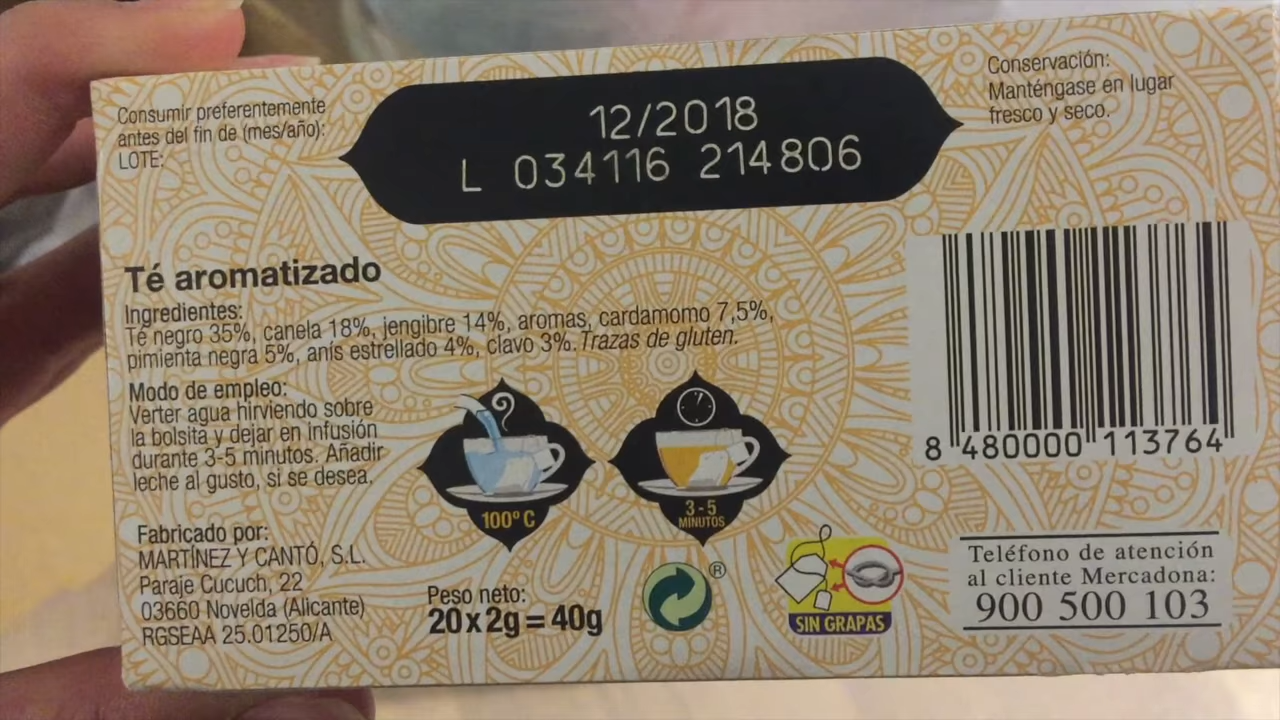 Consumir preferentemente
antes del fin de (mes/año):
LOTE:
12/2018
L 034116 214806
Conservación:
Manténgase en lugar
fresco y seco.
Té aromatizado
Ingredientes:
Té negro 35%, canela 18%, jengibre 14%, aromas, cardamomo 7,5%,
pimienta negra 5%, anís estrellado 4%, clavo 3%. Trazas de gluten.
Modo de empleo:
Verter agua hirviendo sobre
la bolsita y dejar en infusión
durante 3-5 minutos. Añadir
leche al gusto, si se desea.
100º C
3-5
MINUTOS
8 480000 113764
Fabricado por:
MARTÍNEZ Y CANTÓ, S.L.
Paraje Cucuch, 22
03660 Novelda (Alicante)
RGSEAA 25.01250/A
Peso neto:
20x2g=40g
®
SIN GRAPAS
Teléfono de atención
al cliente Mercadona:
900 500 103